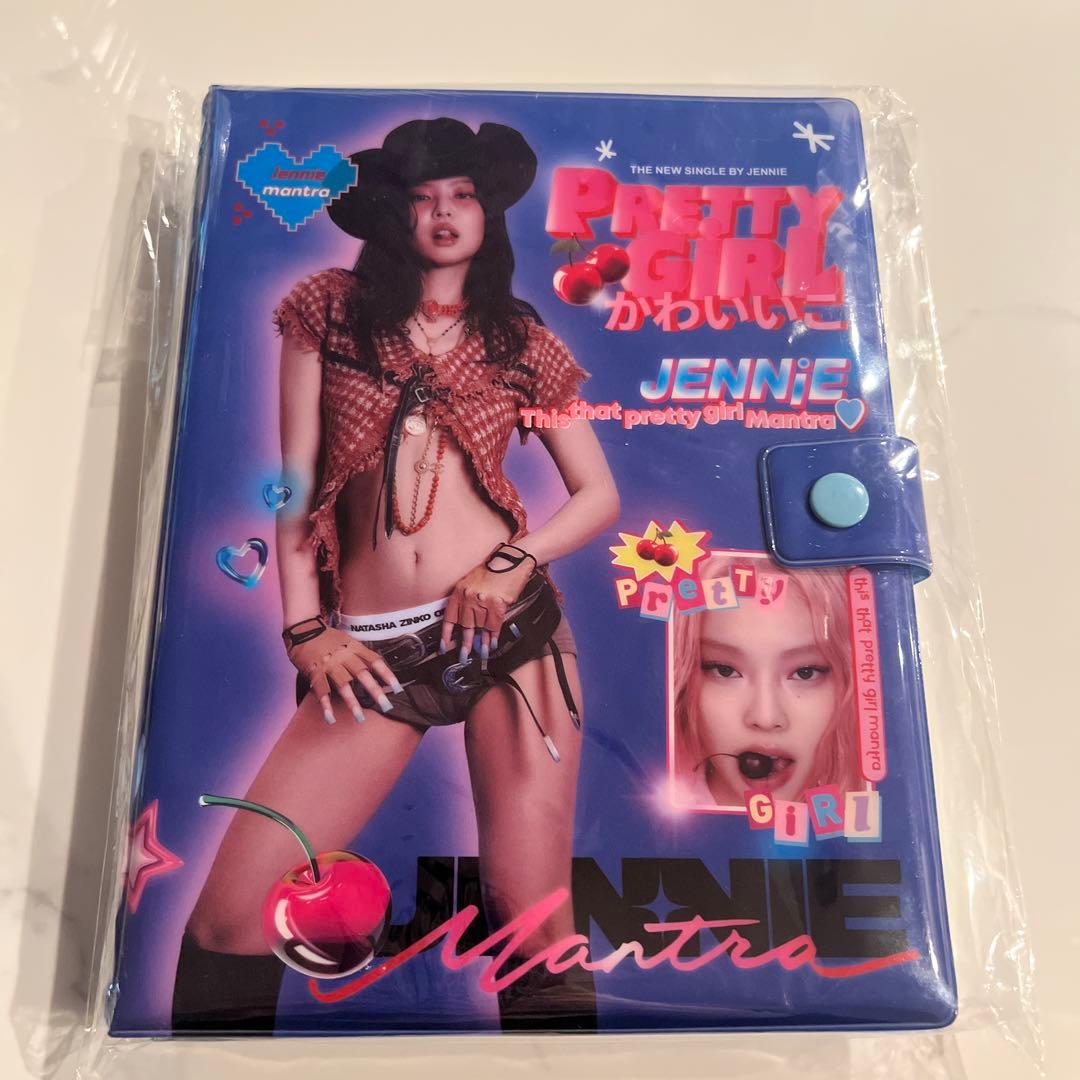 Jennie
mantra
THE NEW SINGLE BY JENNIE
PRETTY
GIRL
かわいいこ
JENNiE
This that pretty girl Mantra
NATASHA ZINKO
PreTTy
this that pretty girl mantra
GiRl
JENNIE
Mantra